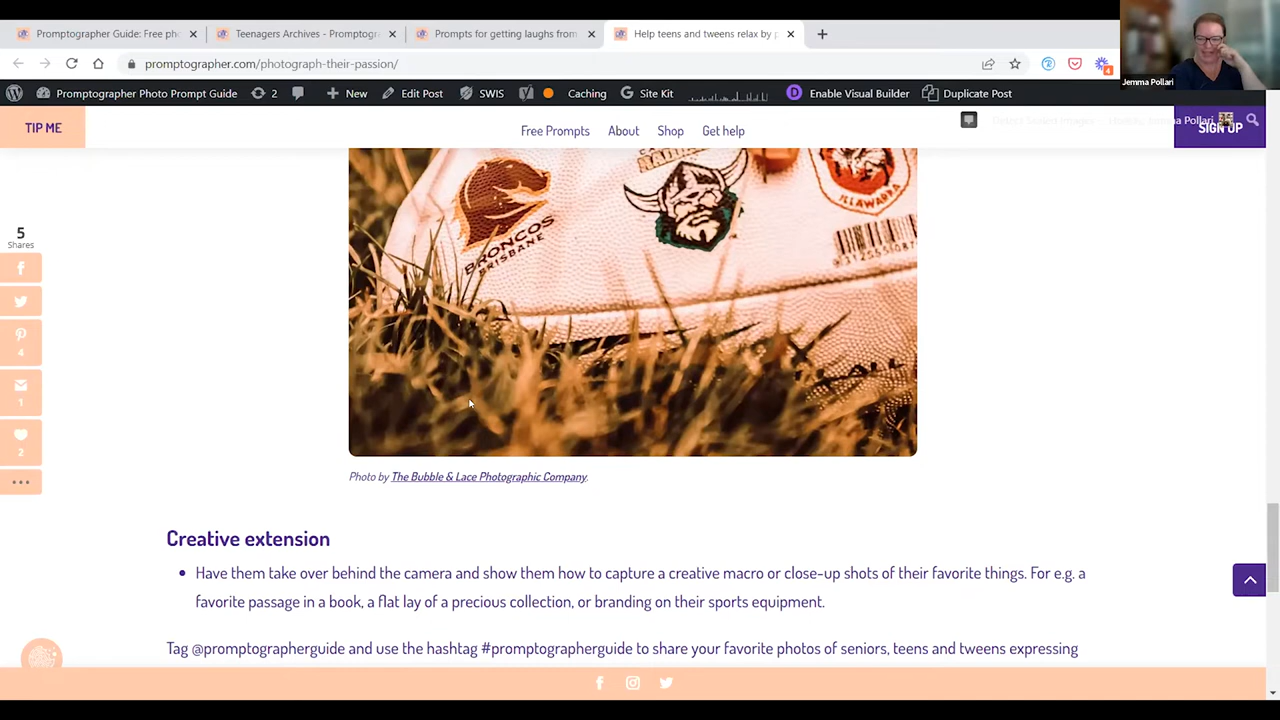 Promptographer Guide: Free ph
Teenagers Archives - Promptogr
Prompts for getting laughs from
Help teens and tweens relax by p
promptographer.com/photograph-their-passion/
4
Jemma Pollari
Promptographer Photo Prompt Guide
2
New
Edit Post
SWIS
Caching
Site Kit
Enable Visual Builder
Duplicate Post
TIP ME
Free Prompts
About
Shop
Get help
Pollari
SIGN UP
BRONCOS
BRISBANE
ILLAWARRA
5
Shares
4
1
2
Photo by The Bubble & Lace Photographic Company.
Creative extension
• Have them take over behind the camera and show them how to capture a creative macro or close-up shots of their favorite things. For e.g. a
favorite passage in a book, a flat lay of a precious collection, or branding on their sports equipment.
Tag @promptographerguide and use the hashtag #promptographerguide to share your favorite photos of seniors, teens and tweens expressing